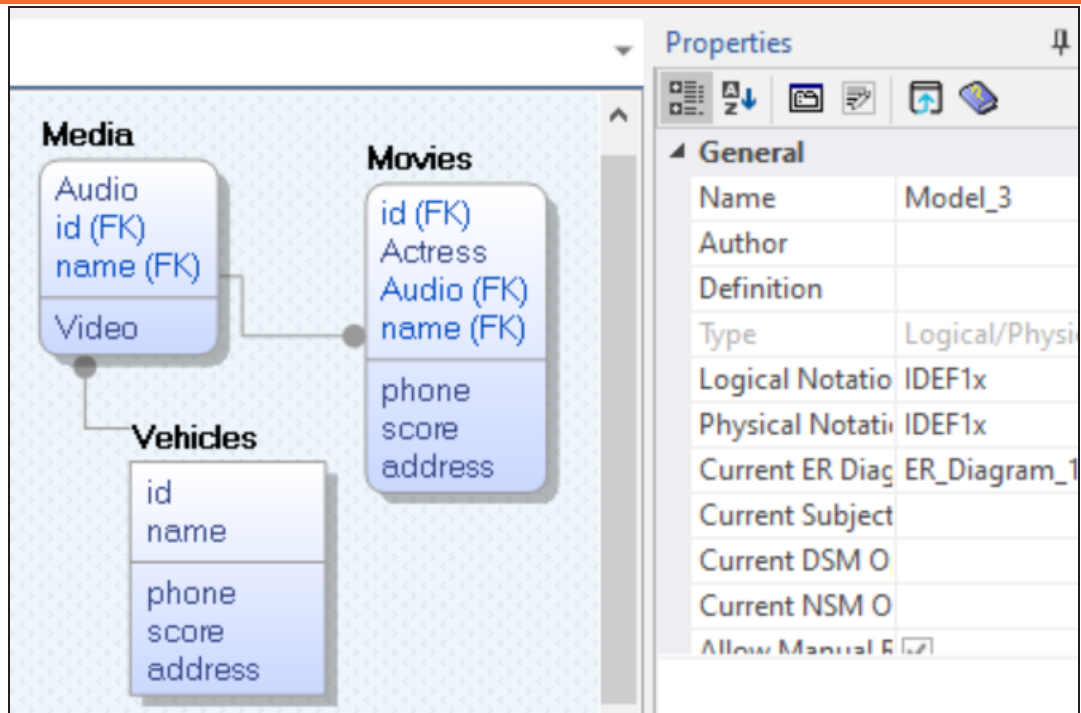 Media
Audio
id (FK)
name (FK)
Video
Movies
id (FK)
Actress
Audio (FK)
name (FK)
phone
score
address
Vehicles
id
name
phone
score
address
Properties
General
Name Model_3
Author
Definition
Type Logical/Physi
Logical Notatio IDEF1x
Physical Notati IDEF1x
Current ER Diag ER_Diagram_1
Current Subject
Current DSM O
Current NSM O
Allow Manual